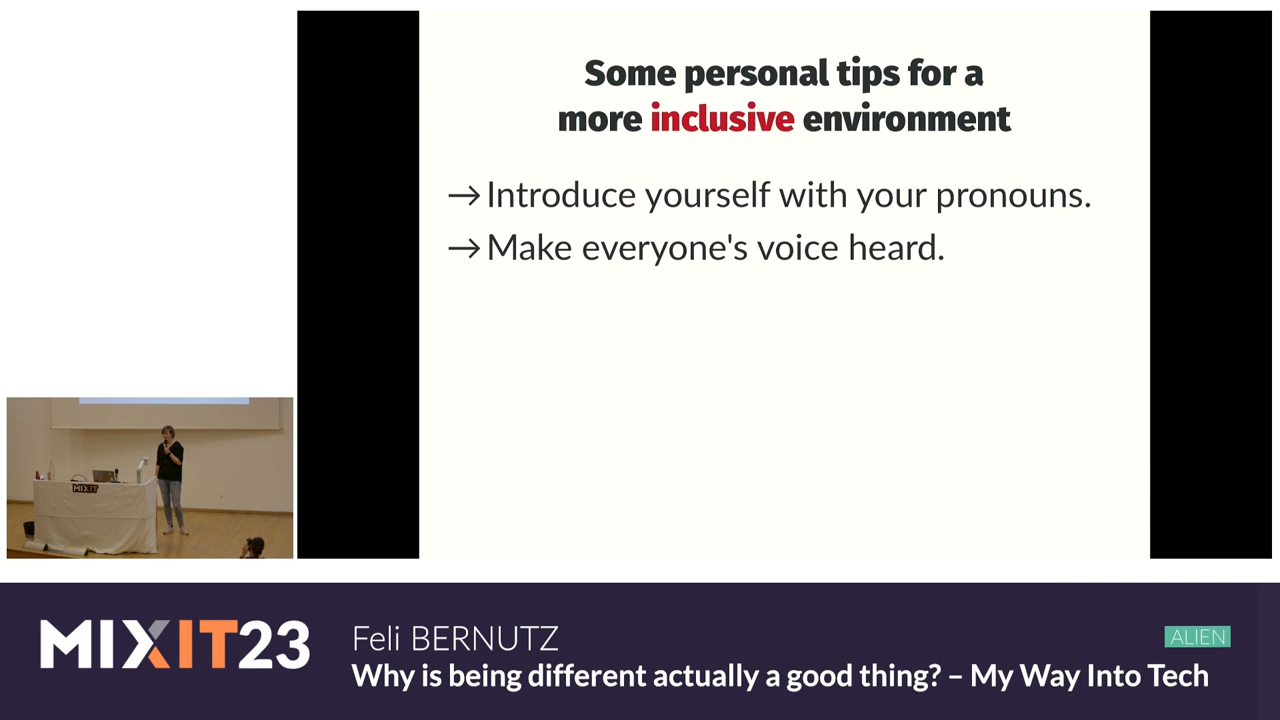 Some personal tips for a
more inclusive environment
→ Introduce yourself with your pronouns.
→ Make everyone's voice heard.
MIXIT
MIXIT23
Feli BERNUTZ
ALIEN
Why is being different actually a good thing? – My Way Into Tech